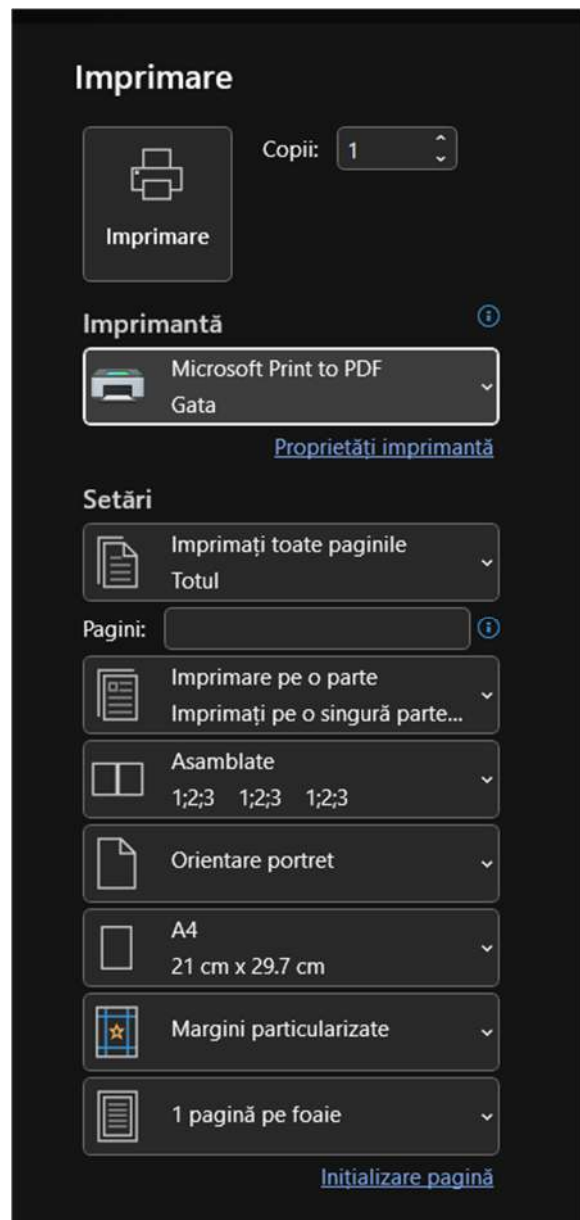 Imprimare
Copii: 1
Imprimare
Imprimantă
Microsoft Print to PDF
Gata
Proprietăți imprimantă
Setări
Imprimați toate paginile
Totul
Pagini:
Imprimare pe o parte
Imprimați pe o singură parte...
Asamblate
1;2;3 1;2;3 1;2;3
Orientare portret
A4
21 cm x 29.7 cm
Margini particularizate
1 pagină pe foaie
Inițializare pagină